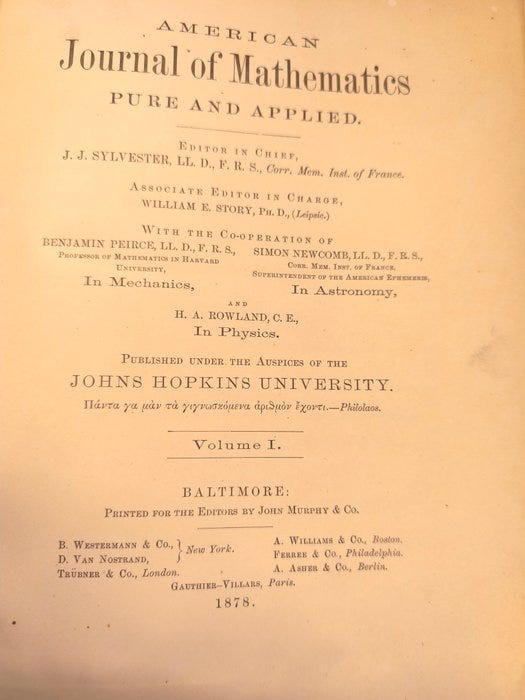 AMERICAN
Journal of Mathematics
PURE AND APPLIED.
EDITOR IN CHIEF,
J. J. SYLVESTER, LL. D., F. R. S., Corr. Mem. Inst. of France.
ASSOCIATE EDITOR IN CHARGE,
WILLIAM E. STORY, PH. D., (Leipsic.)
WITH THE CO-OPERATION OF
BENJAMIN PEIRCE, LL. D., F. R. S.,
PROFESSOR OF MATHEMATICS IN HARVARD
UNIVERSITY,
In Mechanics,
SIMON NEWCOMB, LL. D., F. R. S.,
CORR. MEM. INST. OF FRANCE,
SUPERINTENDENT OF THE AMERICAN EPHEMERIS,
In Astronomy,
AND
H. A. ROWLAND, C. E.,
In Physics.
PUBLISHED UNDER THE AUSPICES OF THE
JOHNS HOPKINS UNIVERSITY.
Πάντα γα μὰν τὰ γιγνωσκόμενα ἀριθμὸν ἔχοντι.—Philolaos.
Volume I.
BALTIMORE:
PRINTED FOR THE EDITORS BY JOHN MURPHY & CO.
B. WESTERMANN & CO.,
D. VAN NOSTRAND,
} New York.
TRÜBNER & CO., London.
A. WILLIAMS & CO., Boston.
FERREE & CO., Philadelphia.
A. ASHER & CO., Berlin.
GAUTHIER-VILLARS, Paris.
1878.